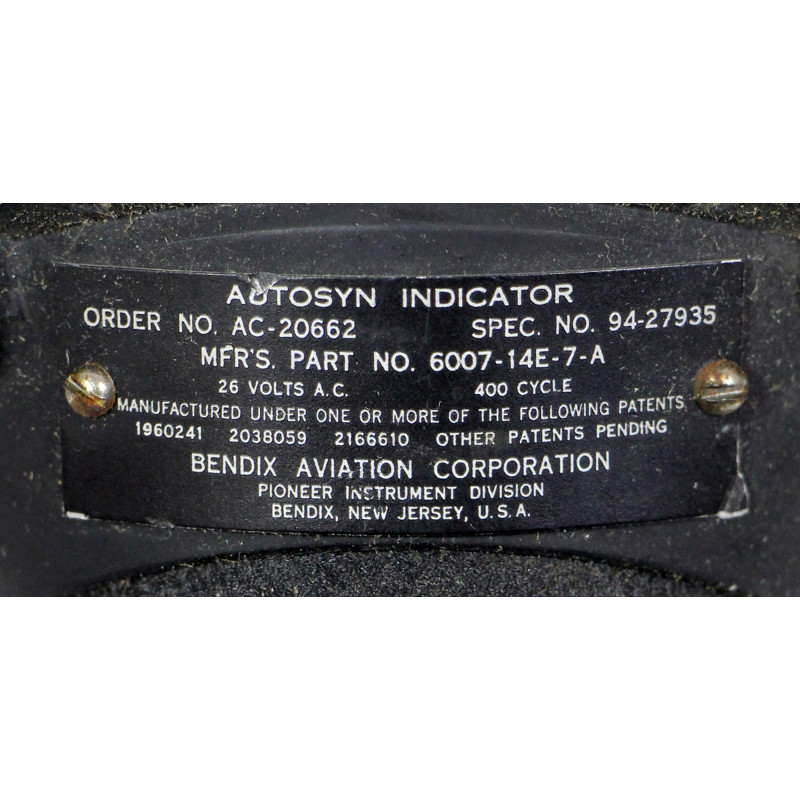 AUTOSYN INDICATOR
ORDER NO. AC-20662 SPEC. NO. 94-27935
MFR'S. PART NO. 6007-14E-7-A
26 VOLTS A.C. 400 CYCLE
MANUFACTURED UNDER ONE OR MORE OF THE FOLLOWING PATENTS
1960241 2038059 2166610 OTHER PATENTS PENDING
BENDIX AVIATION CORPORATION
PIONEER INSTRUMENT DIVISION
BENDIX, NEW JERSEY, U.S.A.